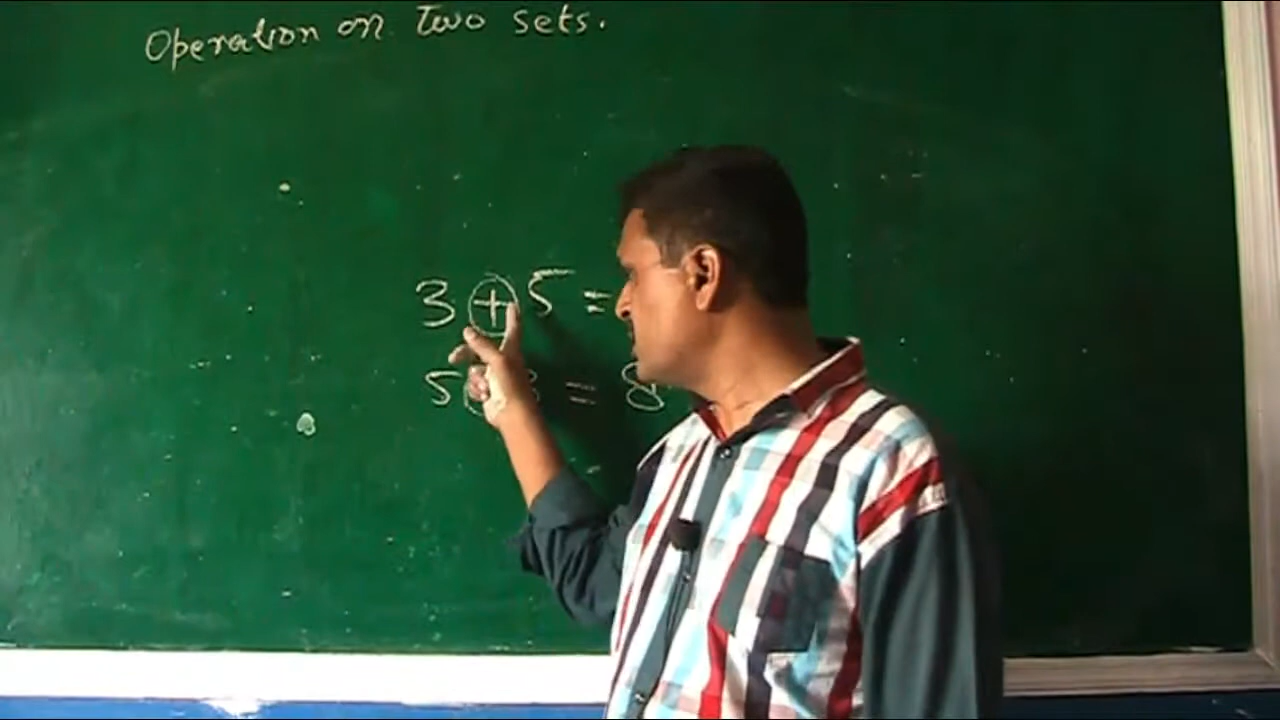 Operation on Two sets.
3 + 5 =
5 3 = 8